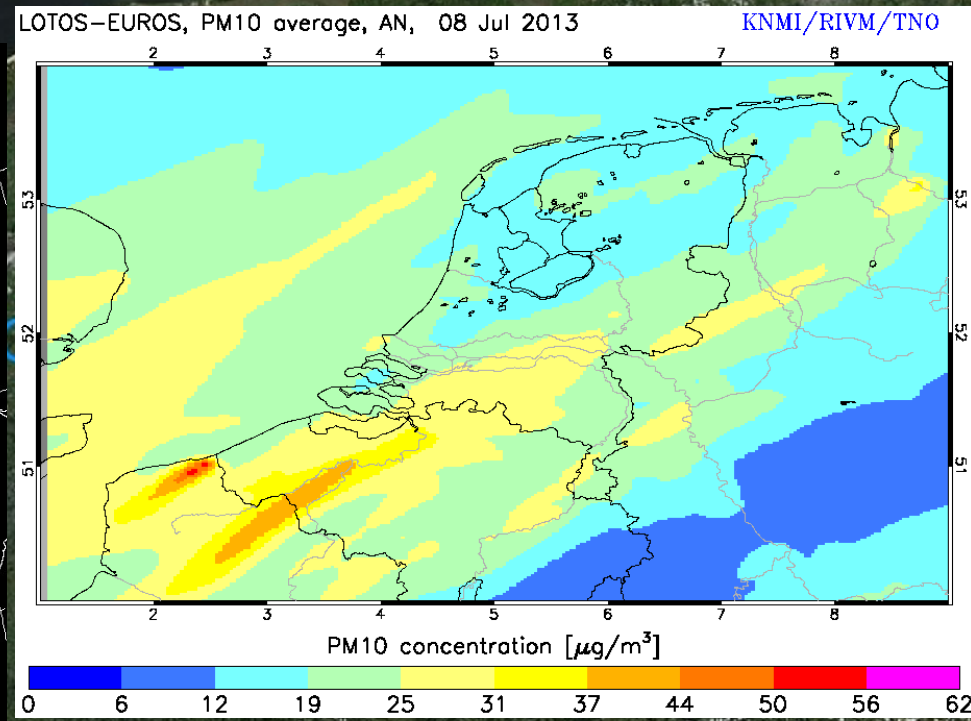 LOTOS-EUROS, PM10 average, AN, 08 Jul 2013 KNMI/RIVM/TNO
2 3 4 5 6 7 8
53 53
52 52
51 51
2 3 4 5 6 7 8
PM10 concentration [μg/m³]
0 6 12 19 25 31 37 44 50 56 62